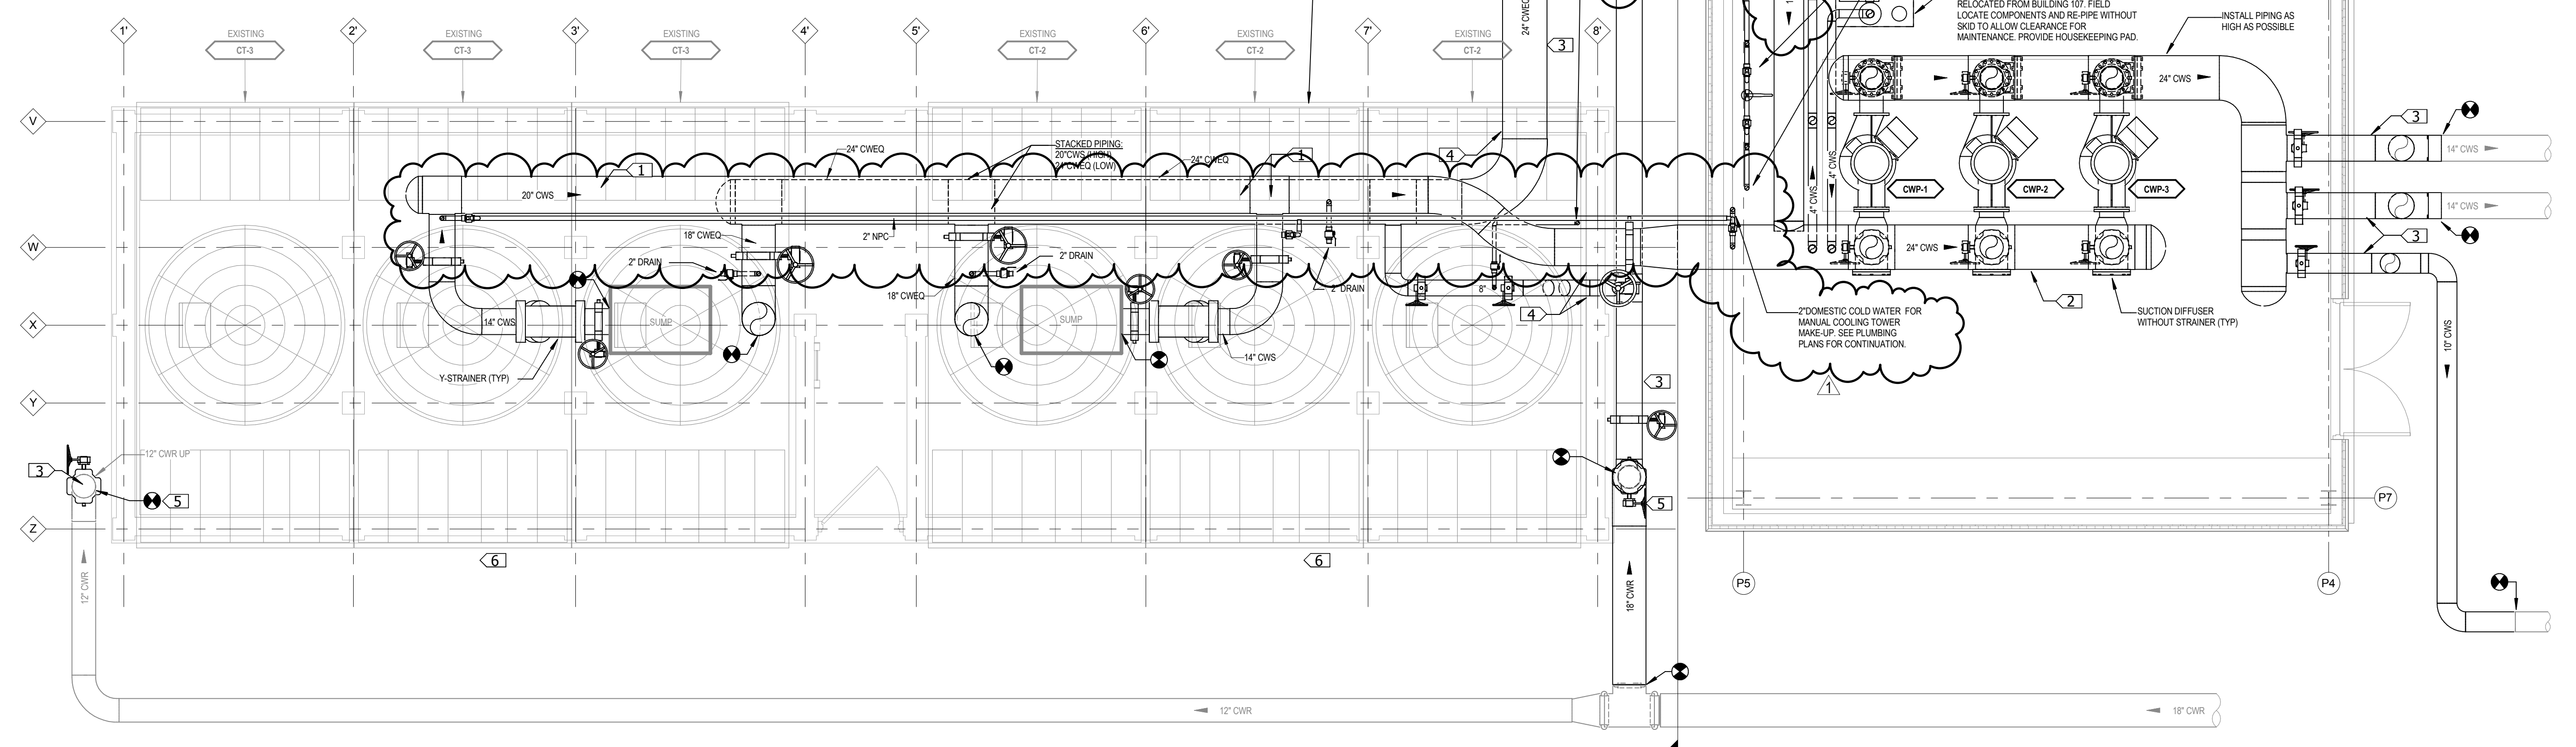 1'
2'
3'
4'
5'
6'
7'
8'
EXISTING
CT-3
EXISTING
CT-3
EXISTING
CT-3
EXISTING
CT-2
EXISTING
CT-2
EXISTING
CT-2
24" CWEQ
3
RELOCATED FROM BUILDING 107. FIELD
LOCATE COMPONENTS AND RE-PIPE WITHOUT
SKID TO ALLOW CLEARANCE FOR
MAINTENANCE. PROVIDE HOUSEKEEPING PAD.
INSTALL PIPING AS
HIGH AS POSSIBLE
24" CWS
V
W
X
Y
Z
STACKED PIPING:
20"CWS (HIGH)
24"CWEQ (LOW)
24" CWEQ
24" CWEQ
1
1
4
20" CWS
18" CWEQ
2" NPC
2" DRAIN
2" DRAIN
18" CWEQ
2" DRAIN
8"
4
4" CWS
4" CWS
CWP-1
CWP-2
CWP-3
24" CWS
3
14" CWS
14" CWS
3
2
SUCTION DIFFUSER
WITHOUT STRAINER (TYP)
2"DOMESTIC COLD WATER FOR
MANUAL COOLING TOWER
MAKE-UP. SEE PLUMBING
PLANS FOR CONTINUATION.
1
14" CWS
SUMP
SUMP
14" CWS
Y-STRAINER (TYP)
10" CWS
3
12" CWR UP
3
5
5
6
6
P7
P5
P4
12" CWR
18" CWR
12" CWR
18" CWR